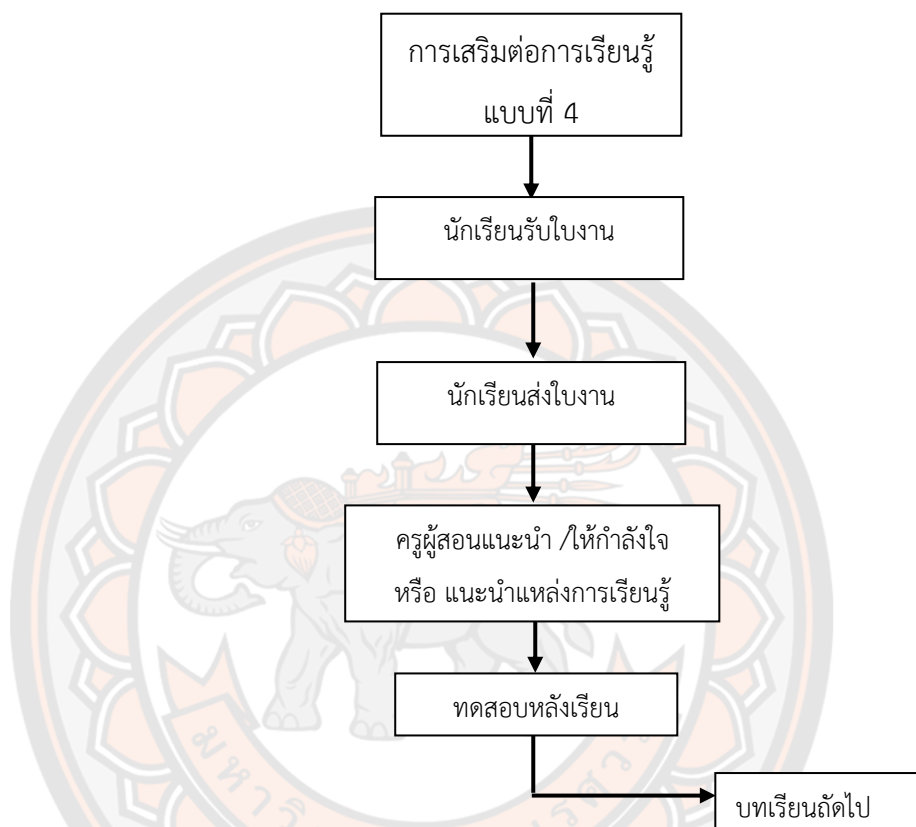 การเสริมต่อการเรียนรู้
แบบที่ 4
นักเรียนรับใบงาน
นักเรียนส่งใบงาน
ครูผู้สอนแนะนำ /ให้กำลังใจ
หรือ แนะนำแหล่งการเรียนรู้
ทดสอบหลังเรียน
บทเรียนถัดไป